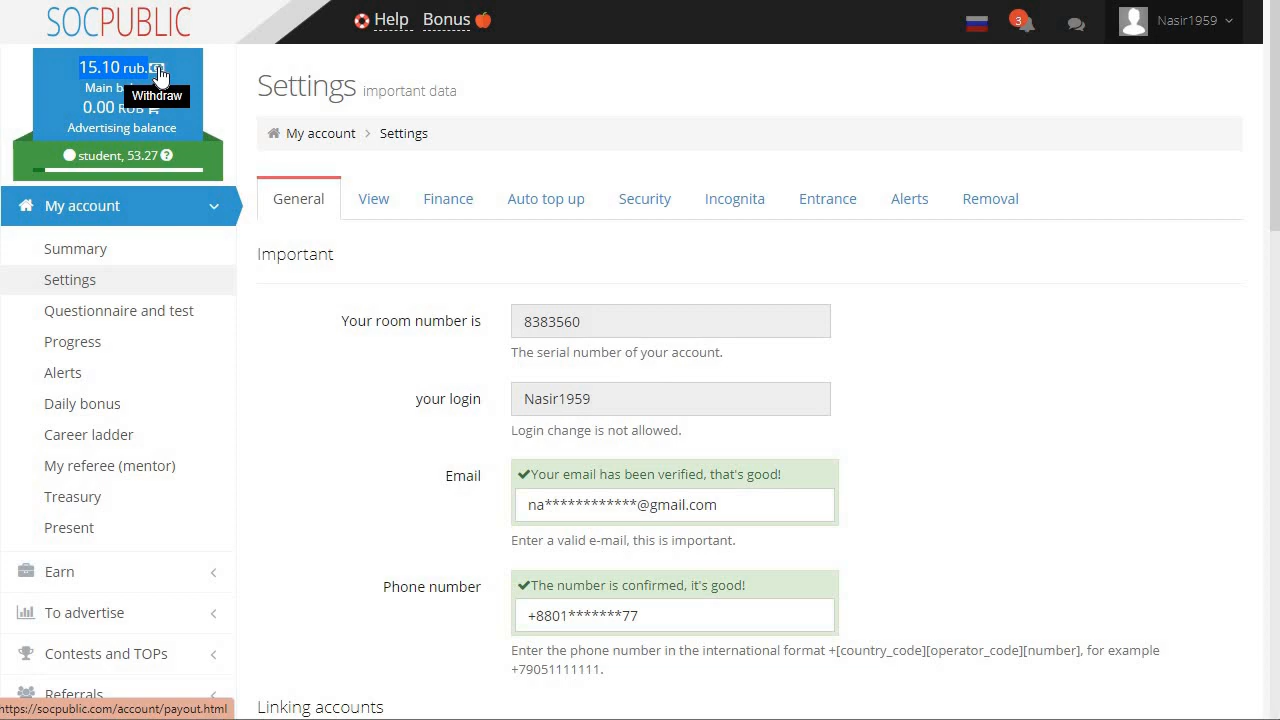 SOCPUBLIC
Help Bonus
3
Nasir1959
15.10 rub.
Withdraw
Main b
0.00 RUB
Advertising balance
student, 53.27
My account
Summary
Settings
Questionnaire and test
Progress
Alerts
Daily bonus
Career ladder
My referee (mentor)
Treasury
Present
Earn
To advertise
Contests and TOPs
Referrals
https://socpublic.com/account/payout.html
Settings important data
My account > Settings
General View Finance Auto top up Security Incognita Entrance Alerts Removal
Important
Your room number is 8383560
The serial number of your account.
your login Nasir1959
Login change is not allowed.
Your email has been verified, that's good!
Email na************@gmail.com
Enter a valid e-mail, this is important.
The number is confirmed, it's good!
Phone number +8801*******77
Enter the phone number in the international format +[country_code][operator_code][number], for example
+79051111111.
Linking accounts